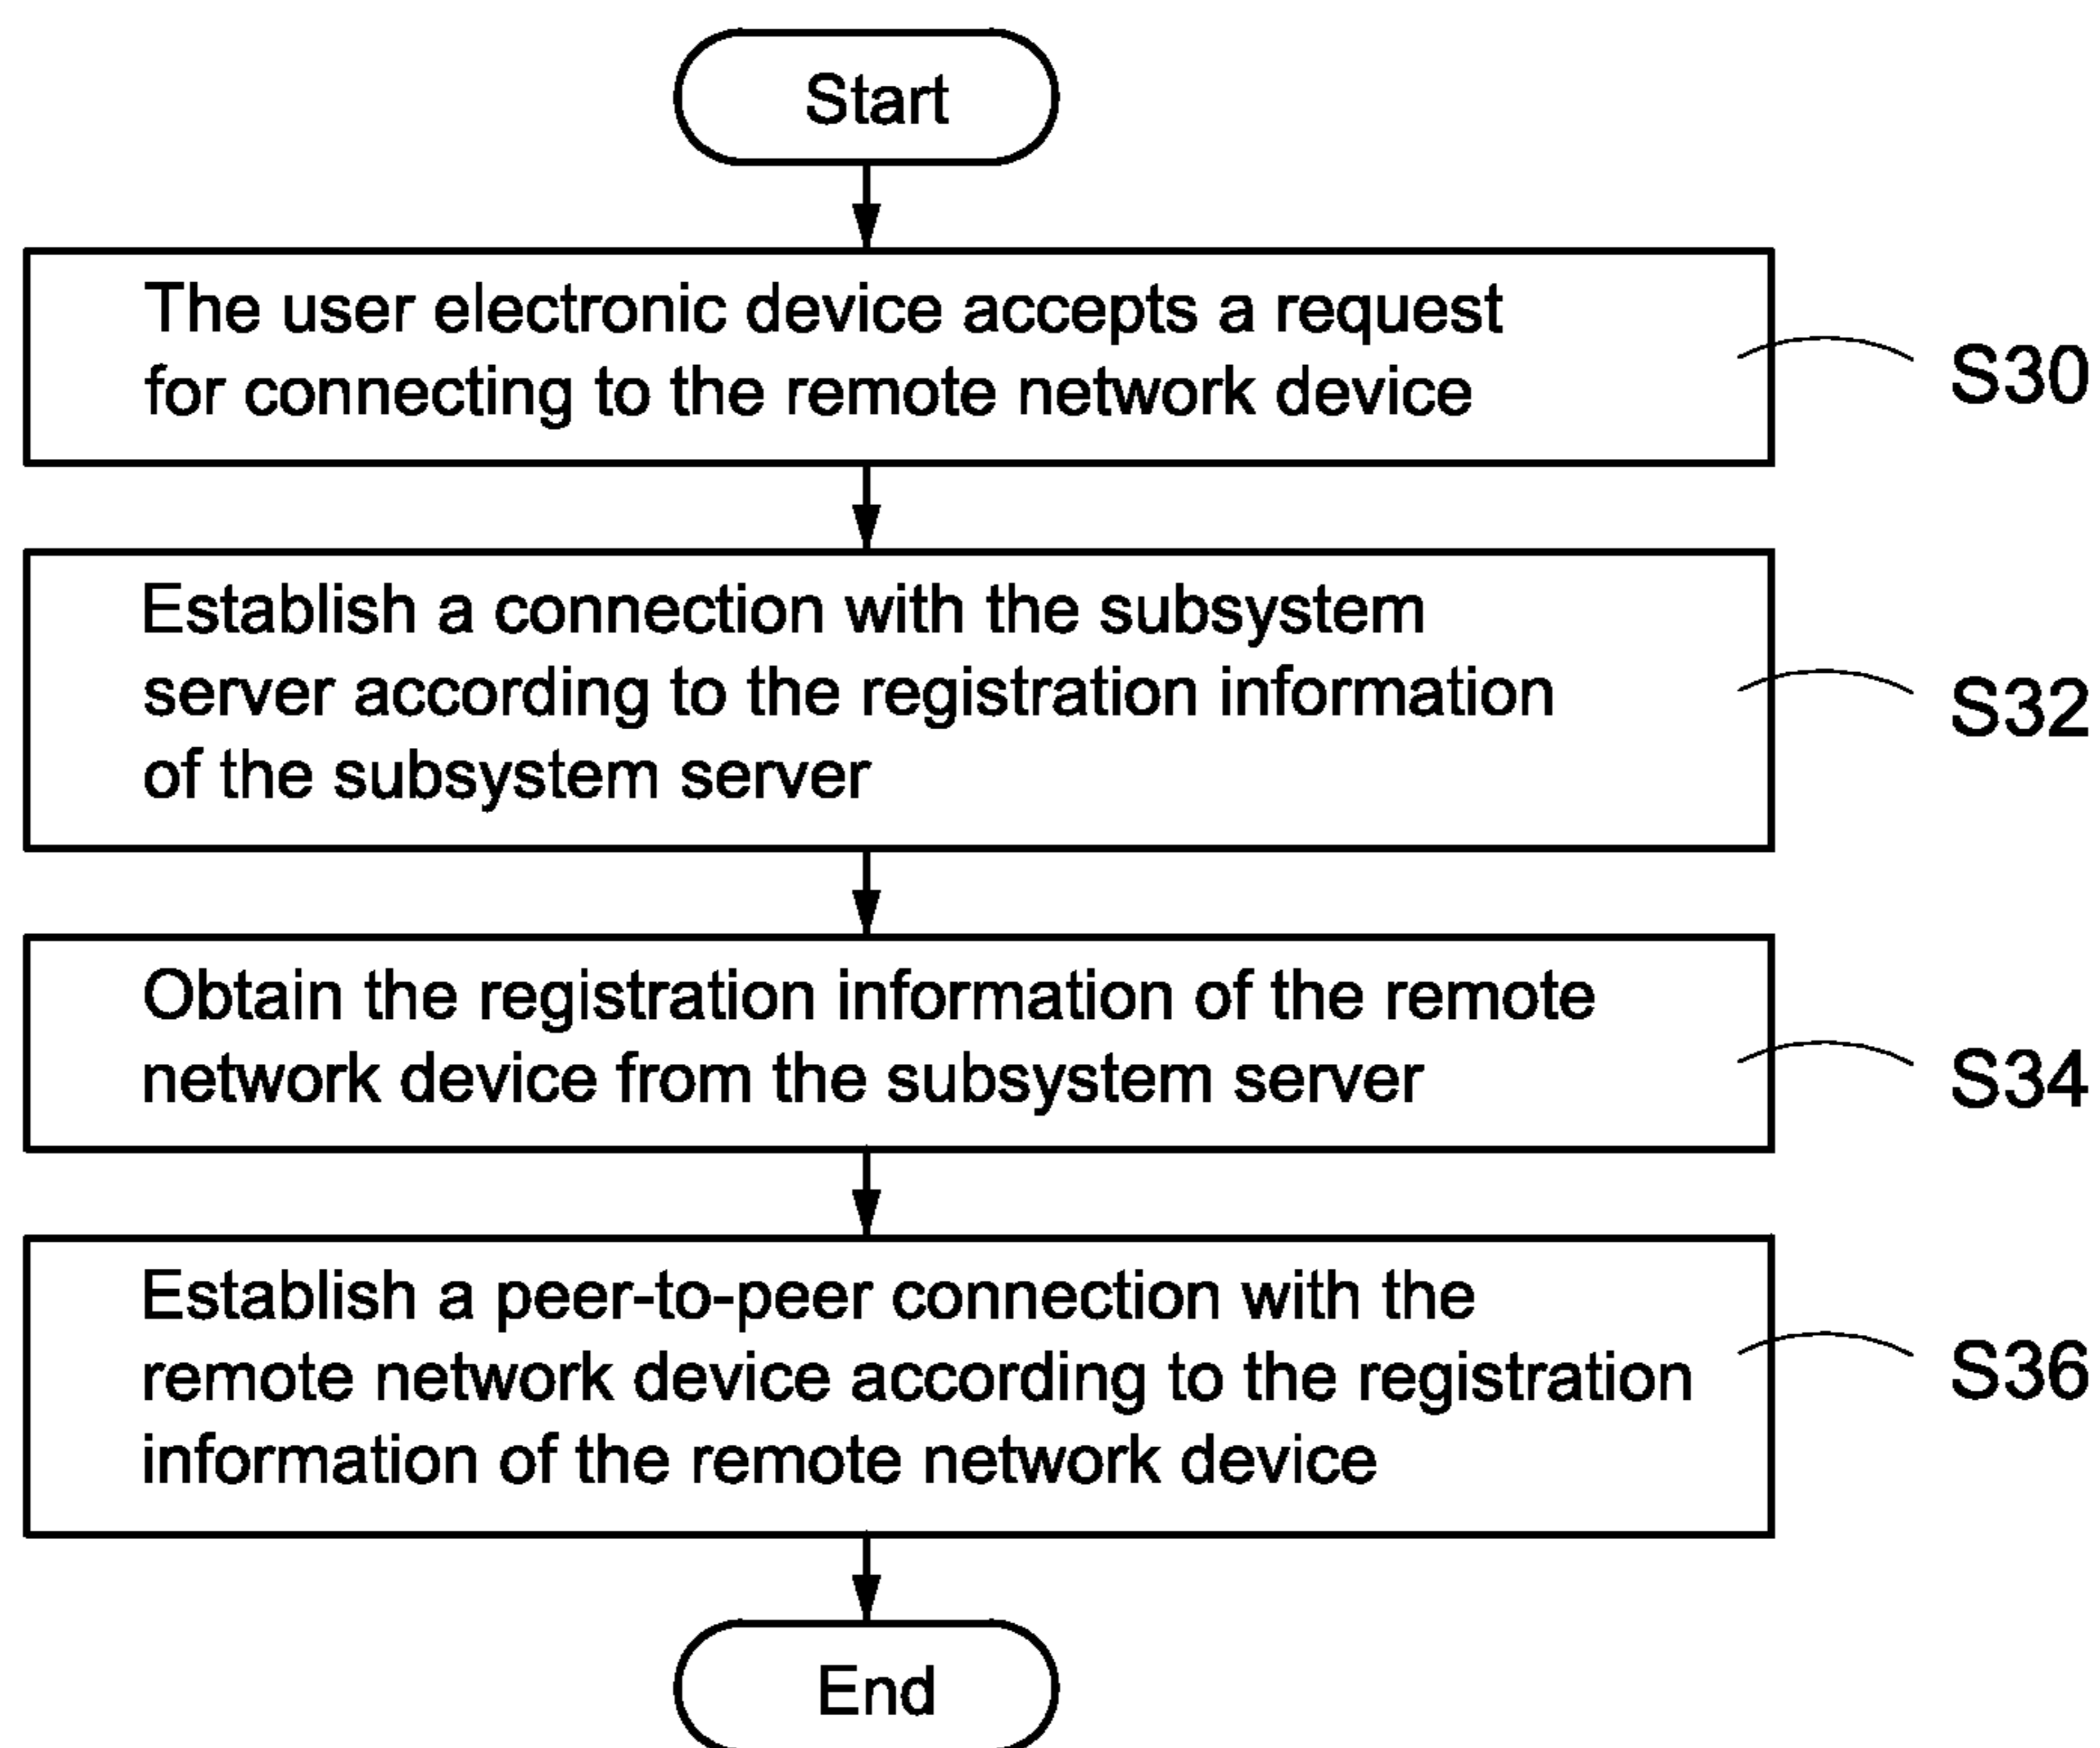 Start
The user electronic device accepts a request
for connecting to the remote network device
S30
Establish a connection with the subsystem
server according to the registration information
of the subsystem server
S32
Obtain the registration information of the remote
network device from the subsystem server
S34
Establish a peer-to-peer connection with the
remote network device according to the registration
information of the remote network device
S36
End